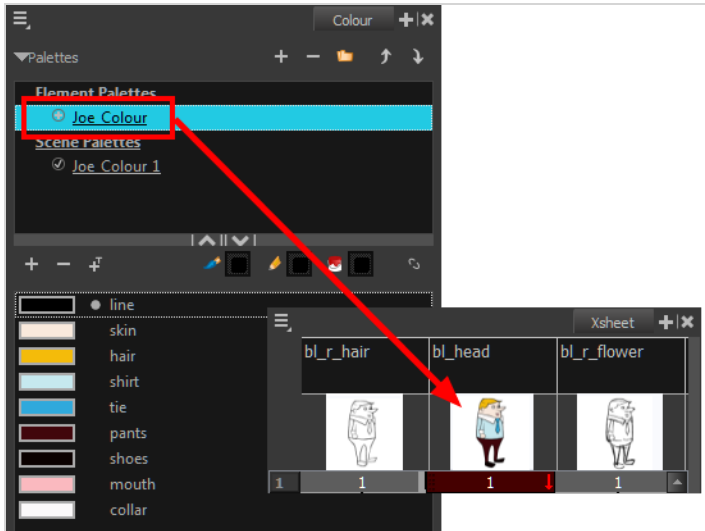 Colour
Palettes
Element Palettes
Joe Colour
Scene Palettes
Joe Colour 1
line
skin
hair
shirt
tie
pants
shoes
mouth
collar
Xsheet
bl_r_hair bl_head bl_r_flower
1 1 1 1